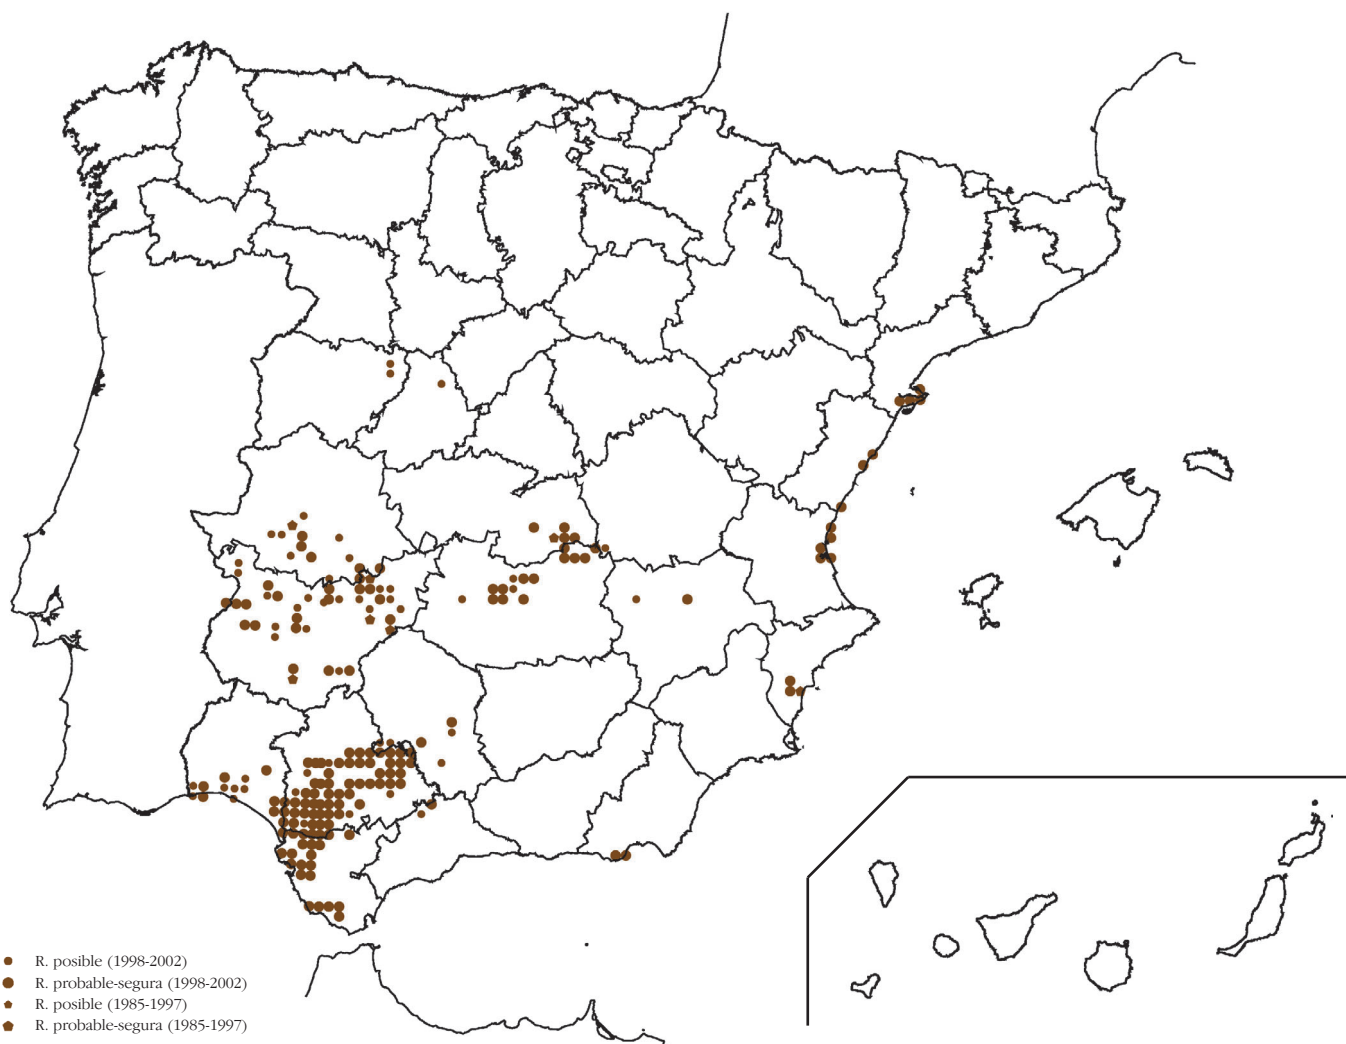 R. posible (1998-2002)
R. probable-segura (1998-2002)
R. posible (1985-1997)
R. probable-segura (1985-1997)